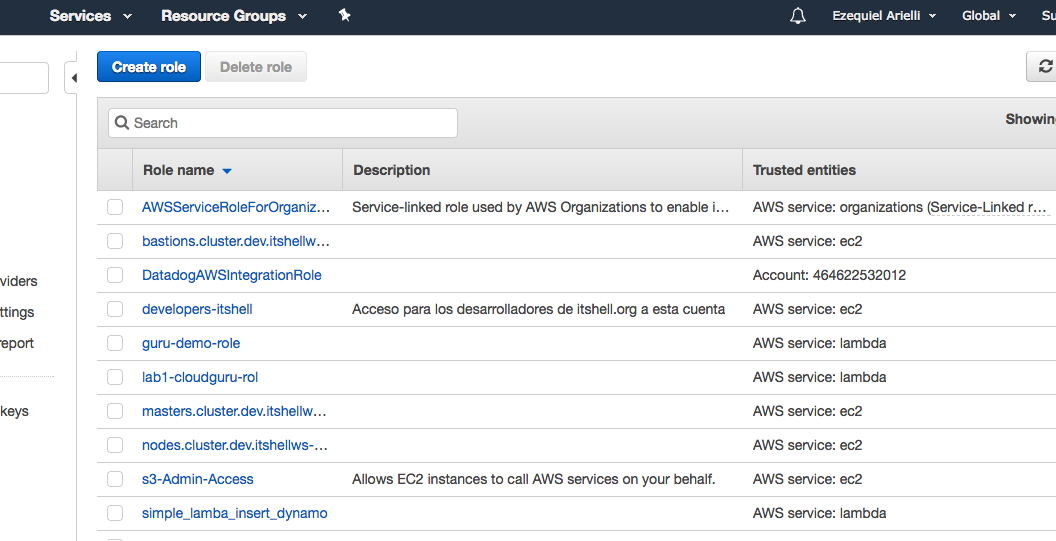 Services Resource Groups Ezequiel Arielli Global Su
Create role Delete role
Search
Showin
Role name Description Trusted entities
AWSServiceRoleForOrganiz… Service-linked role used by AWS Organizations to enable i… AWS service: organizations (Service-Linked r…
bastions.cluster.dev.itshellw… AWS service: ec2
viders
DatadogAWSIntegrationRole Account: 464622532012
ttings
developers-itshell Acceso para los desarrolladores de itshell.org a esta cuenta AWS service: ec2
report
guru-demo-role AWS service: lambda
lab1-cloudguru-rol AWS service: lambda
keys
masters.cluster.dev.itshellw… AWS service: ec2
nodes.cluster.dev.itshellws-… AWS service: ec2
s3-Admin-Access Allows EC2 instances to call AWS services on your behalf. AWS service: ec2
simple_lamba_insert_dynamo AWS service: lambda